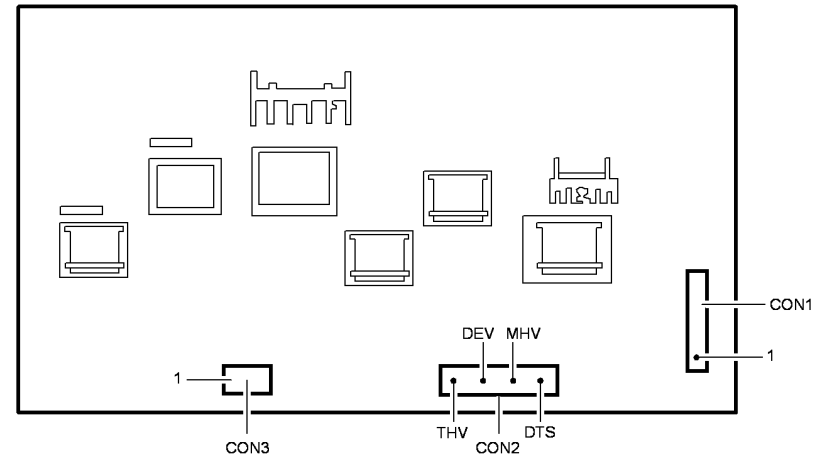 CON1
DEV MHV
1
1
THV
DTS
CON3
CON2